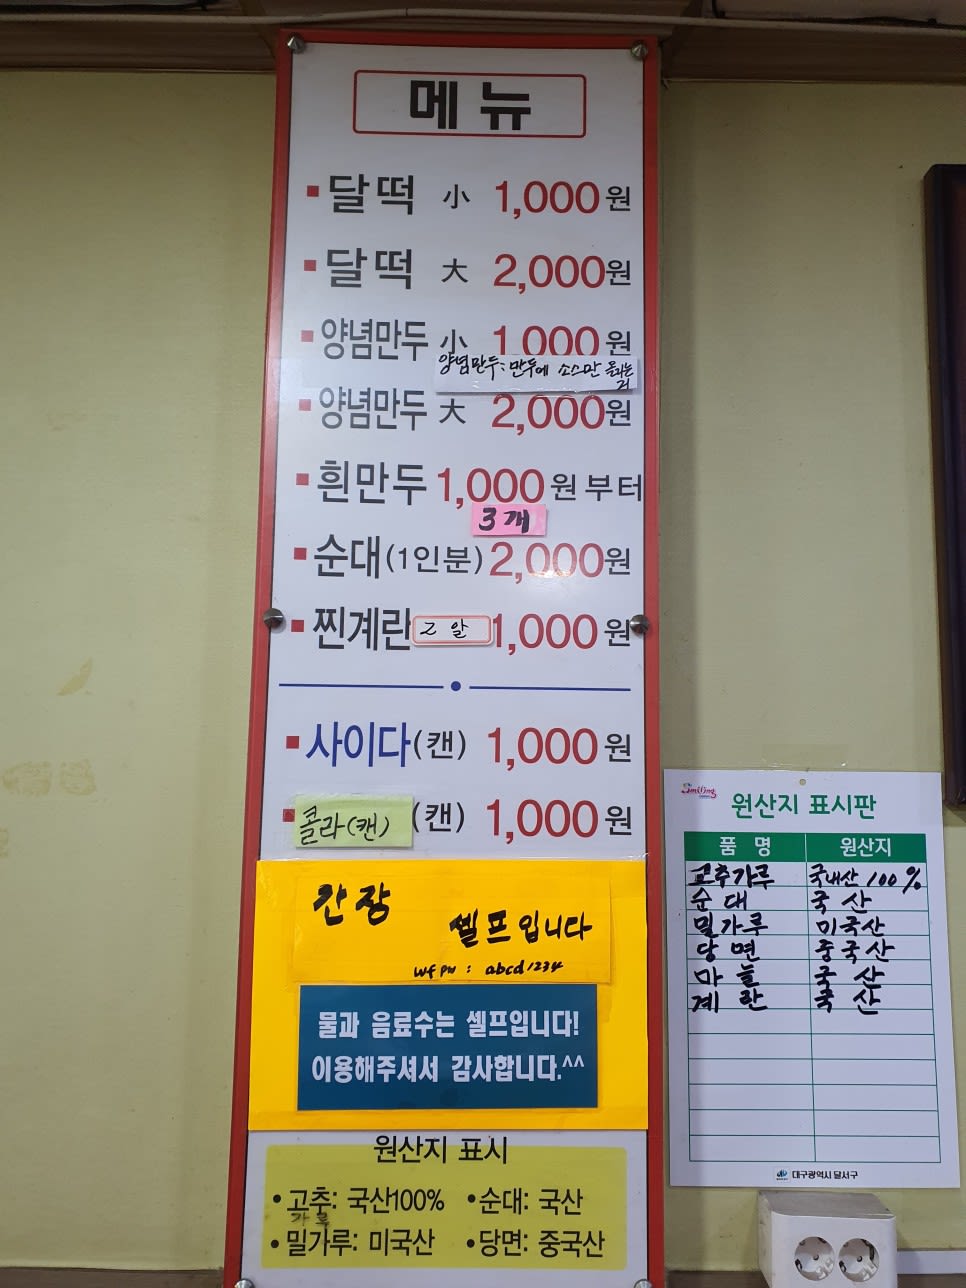 메뉴
달떡 小 1,000원
달떡 大 2,000원
양념만두 小 1,000원
양념만두: 만두에 소스만 올리는
거
양념만두 大 2,000원
흰만두 1,000원부터
3개
순대(1인분) 2,000원
찐계란 2알 1,000원
사이다(캔) 1,000원
콜라(캔) (캔) 1,000원
간장
셀프입니다
wf pw : abcd1234
물과 음료수는 셀프입니다!
이용해주셔서 감사합니다.^^
원산지 표시
•고추: 국산100% •순대: 국산
가루
•밀가루: 미국산 •당면: 중국산
Smiling
원산지 표시판
품 명 원산지
고추가루 국내산 100%
순대 국산
밀가루 미국산
당면 중국산
마늘 국산
계란 국산
대구광역시 달서구